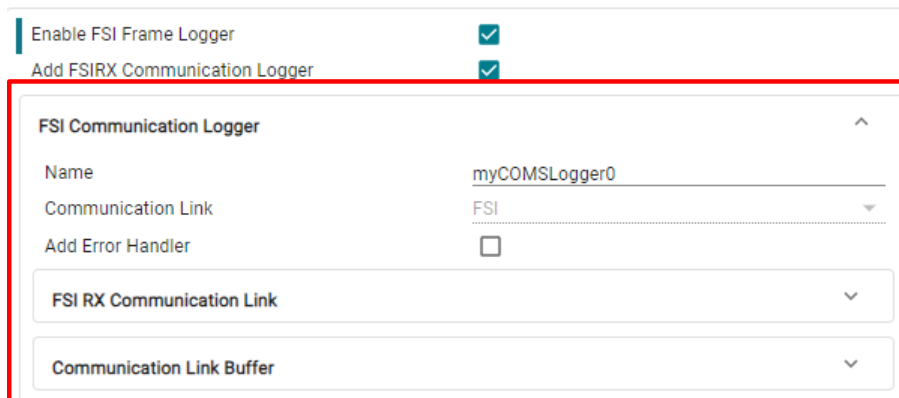 Enable FSI Frame Logger
Add FSIRX Communication Logger
FSI Communication Logger
Name myCOMSLogger0
Communication Link FSI
Add Error Handler
FSI RX Communication Link
Communication Link Buffer